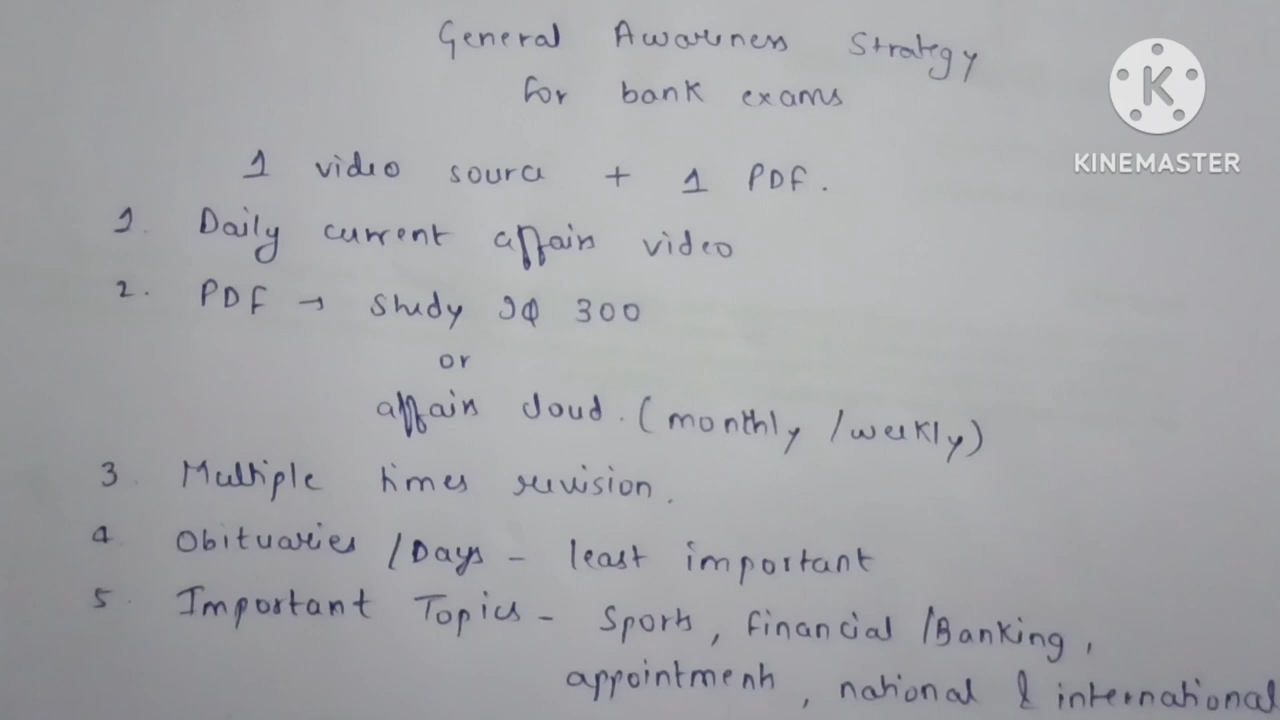 General Awareness Strategy
for bank exams
K
KINEMASTER
1 video source + 1 PDF.
1. Daily current affairs video
2. PDF → Study IQ 300
or
affairs cloud. (monthly / weekly)
3. Multiple times revision.
4. Obituaries / Days - least important
5. Important Topics - Sports, financial / Banking,
appointments, national & international